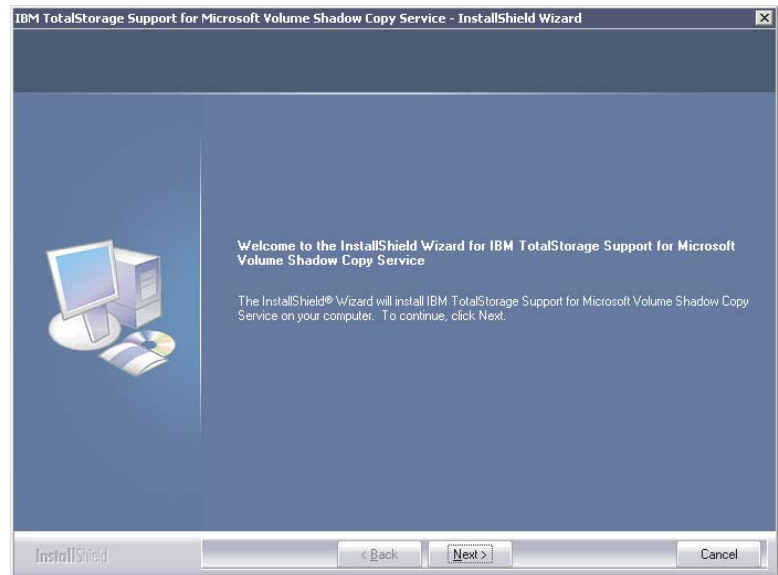 IBM TotalStorage Support for Microsoft Volume Shadow Copy Service - InstallShield Wizard
Welcome to the InstallShield Wizard for IBM TotalStorage Support for Microsoft
Volume Shadow Copy Service
The InstallShield® Wizard will install IBM TotalStorage Support for Microsoft Volume Shadow Copy
Service on your computer. To continue, click Next.
InstallShield
< Back
Next >
Cancel